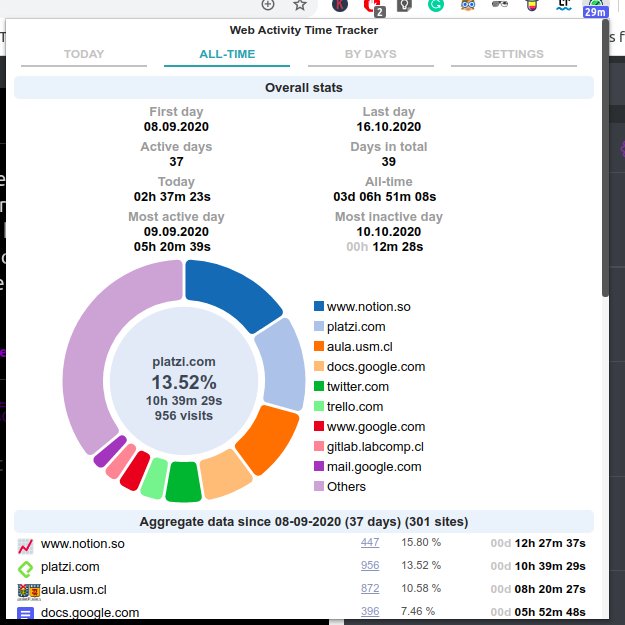 2
29m
Web Activity Time Tracker
TODAY ALL-TIME BY DAYS SETTINGS
Overall stats
First day Last day
08.09.2020 16.10.2020
Active days Days in total
37 39
Today All-time
02h 37m 23s 03d 06h 51m 08s
Most active day Most inactive day
09.09.2020 10.10.2020
05h 20m 39s 00h 12m 28s
platzi.com
13.52%
10h 39m 29s
956 visits
www.notion.so
platzi.com
aula.usm.cl
docs.google.com
twitter.com
trello.com
www.google.com
gitlab.labcomp.cl
mail.google.com
Others
Aggregate data since 08-09-2020 (37 days) (301 sites)
www.notion.so 447 15.80 % 00d 12h 27m 37s
platzi.com 956 13.52 % 00d 10h 39m 29s
aula.usm.cl 872 10.58 % 00d 08h 20m 27s
docs.google.com 396 7.46 % 00d 05h 52m 48s